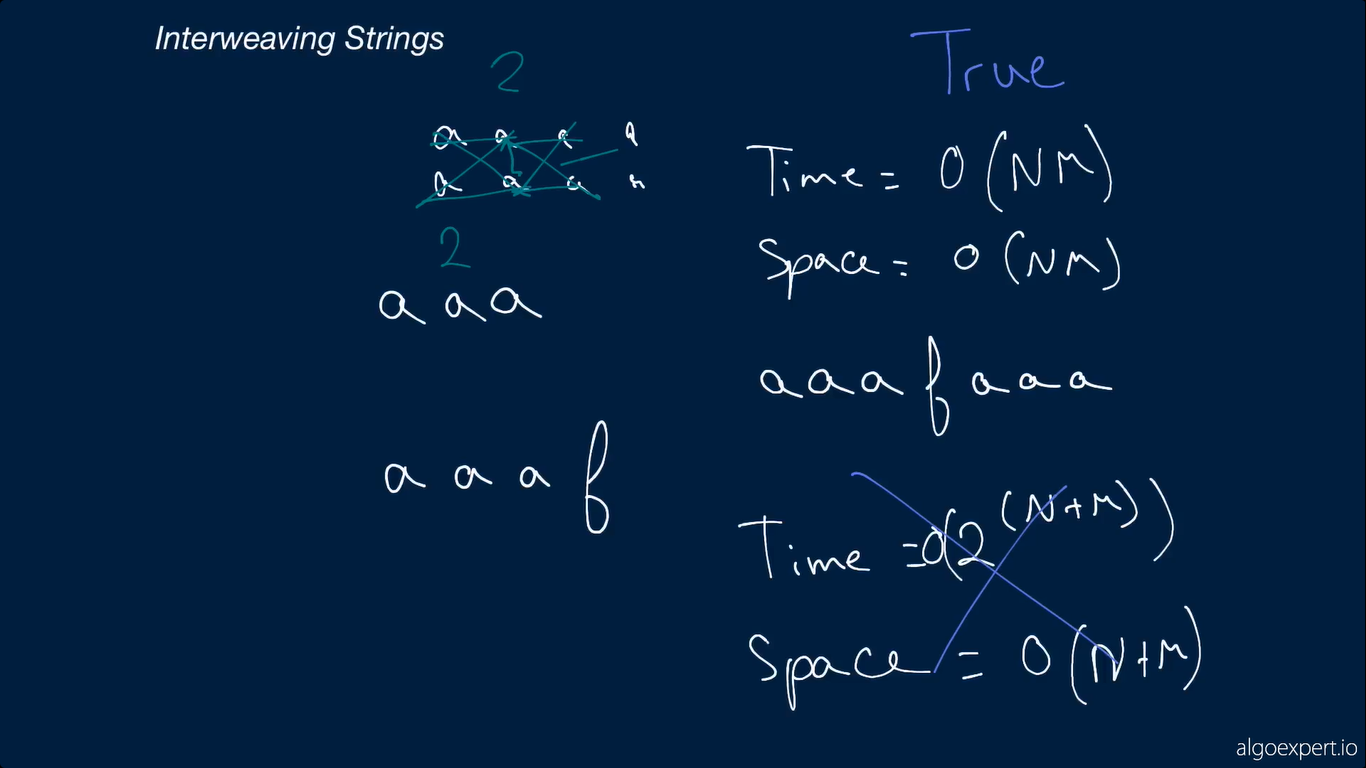 Interweaving Strings
2
a a a a
a a a
2
a a a
a a a f
True
Time = O(NM)
Space = O(NM)
a a a f a a a
Time = O(2^(N+M))
Space = O(N+M)
algoexpert.io